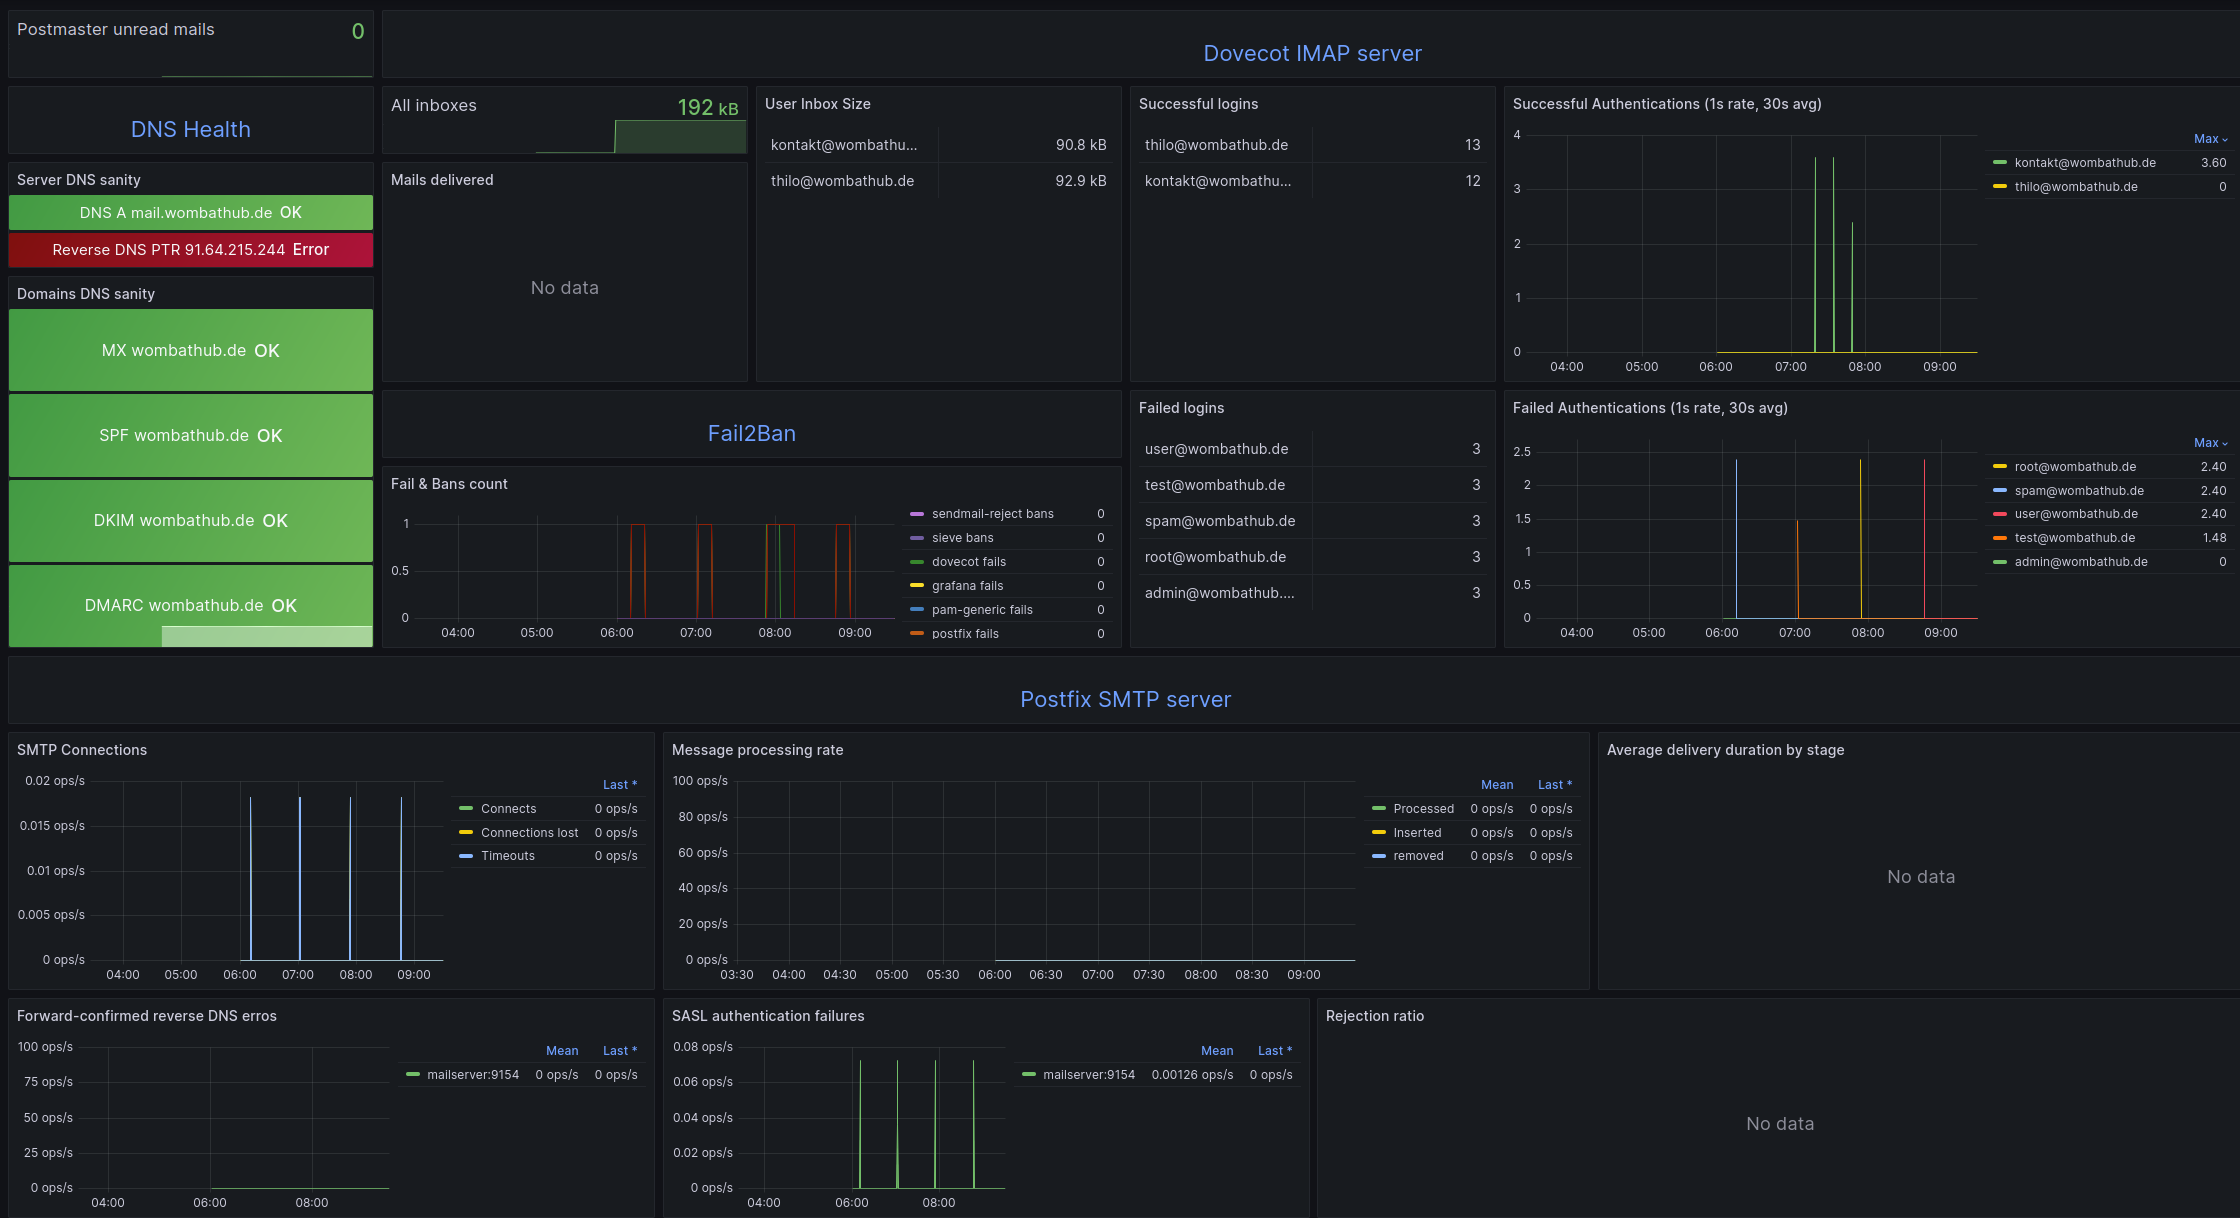 Postmaster unread mails 0
Dovecot IMAP server
DNS Health
All inboxes 192 kB
User Inbox Size
kontakt@wombathu... 90.8 kB
thilo@wombathub.de 92.9 kB
Successful logins
thilo@wombathub.de 13
kontakt@wombathu... 12
Successful Authentications (1s rate, 30s avg)
4
3
2
1
0
04:00 05:00 06:00 07:00 08:00 09:00
Max
kontakt@wombathub.de 3.60
thilo@wombathub.de 0
Server DNS sanity
DNS A mail.wombathub.de OK
Reverse DNS PTR 91.64.215.244 Error
Mails delivered
No data
Domains DNS sanity
MX wombathub.de OK
SPF wombathub.de OK
DKIM wombathub.de OK
DMARC wombathub.de OK
Fail2Ban
Fail & Bans count
1
0.5
0
04:00 05:00 06:00 07:00 08:00 09:00
sendmail-reject bans 0
sieve bans 0
dovecot fails 0
grafana fails 0
pam-generic fails 0
postfix fails 0
Failed logins
user@wombathub.de 3
test@wombathub.de 3
spam@wombathub.de 3
root@wombathub.de 3
admin@wombathub.... 3
Failed Authentications (1s rate, 30s avg)
2.5
2
1.5
1
0.5
0
04:00 05:00 06:00 07:00 08:00 09:00
Max
root@wombathub.de 2.40
spam@wombathub.de 2.40
user@wombathub.de 2.40
test@wombathub.de 1.48
admin@wombathub.de 0
Postfix SMTP server
SMTP Connections
0.02 ops/s
0.015 ops/s
0.01 ops/s
0.005 ops/s
0 ops/s
04:00 05:00 06:00 07:00 08:00 09:00
Last *
Connects 0 ops/s
Connections lost 0 ops/s
Timeouts 0 ops/s
Message processing rate
100 ops/s
80 ops/s
60 ops/s
40 ops/s
20 ops/s
0 ops/s
03:30 04:00 04:30 05:00 05:30 06:00 06:30 07:00 07:30 08:00 08:30 09:00
Mean Last *
Processed 0 ops/s 0 ops/s
Inserted 0 ops/s 0 ops/s
removed 0 ops/s 0 ops/s
Average delivery duration by stage
No data
Forward-confirmed reverse DNS erros
100 ops/s
75 ops/s
50 ops/s
25 ops/s
0 ops/s
04:00 06:00 08:00
Mean Last *
mailserver:9154 0 ops/s 0 ops/s
SASL authentication failures
0.08 ops/s
0.06 ops/s
0.04 ops/s
0.02 ops/s
0 ops/s
04:00 06:00 08:00
Mean Last *
mailserver:9154 0.00126 ops/s 0 ops/s
Rejection ratio
No data